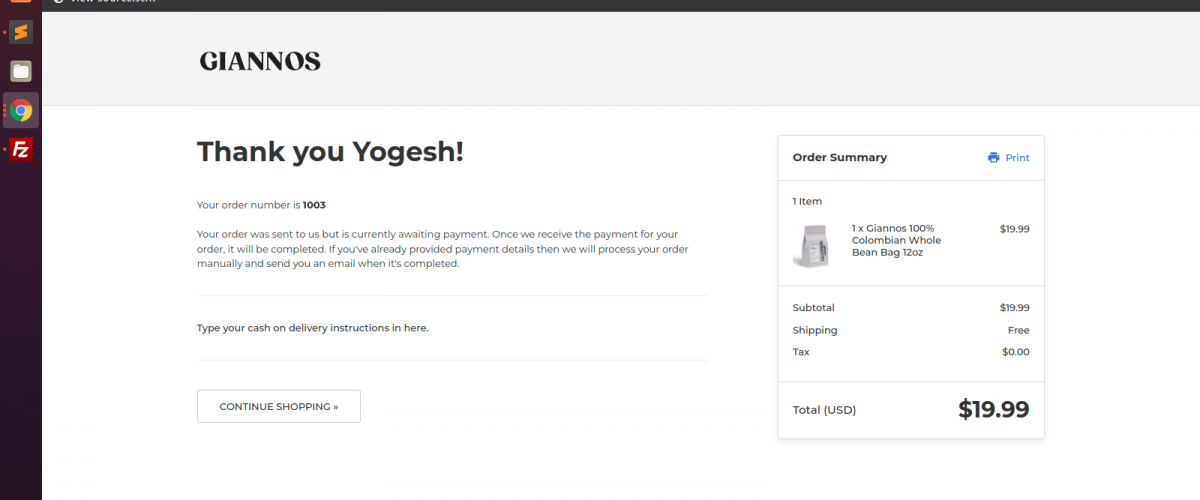 GIANNOS
Thank you Yogesh!
Your order number is 1003
Your order was sent to us but is currently awaiting payment. Once we receive the payment for your
order, it will be completed. If you've already provided payment details then we will process your order
manually and send you an email when it's completed.
Type your cash on delivery instructions in here.
CONTINUE SHOPPING »
Order Summary
Print
1 Item
1 x Giannos 100% $19.99
Colombian Whole
Bean Bag 12oz
Subtotal $19.99
Shipping Free
Tax $0.00
Total (USD) $19.99